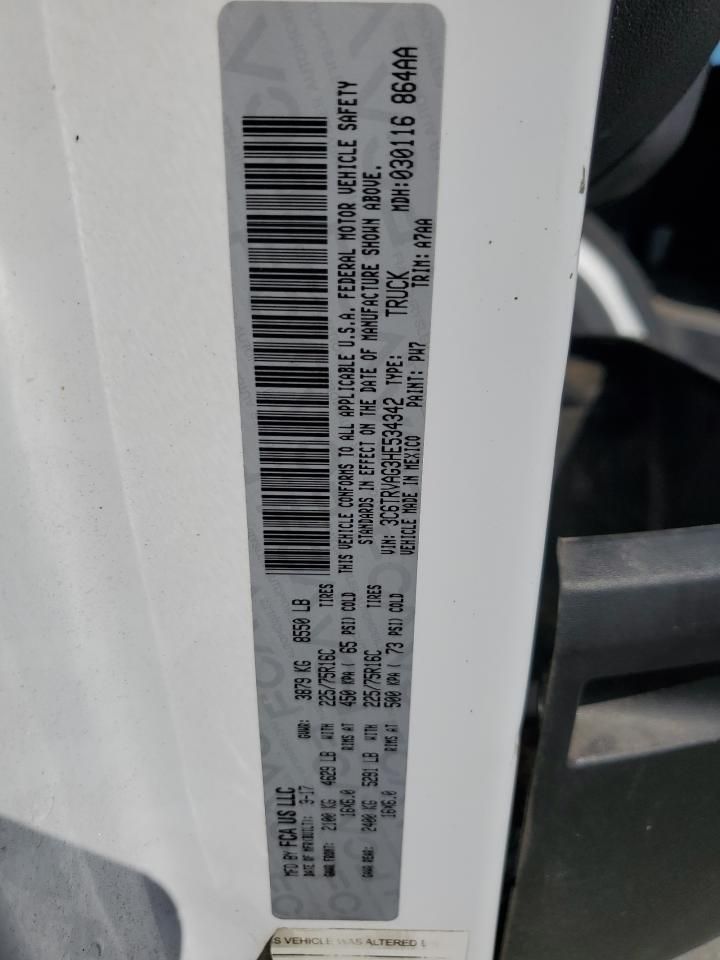 MFD BY FCA US LLC
DATE OF MFR(BUILT): 3-17 GVWR: 3879 KG 8550 LB
GAWR FRONT: 2100 KG 4629 LB WITH 225/75R16C TIRES
16X6.0 RIMS AT 450 KPA ( 65 PSI) COLD
GAWR REAR: 2400 KG 5291 LB WITH 225/75R16C TIRES
16X6.0 RIMS AT 500 KPA ( 73 PSI) COLD
THIS VEHICLE CONFORMS TO ALL APPLICABLE U.S.A. FEDERAL MOTOR VEHICLE SAFETY
STANDARDS IN EFFECT ON THE DATE OF MANUFACTURE SHOWN ABOVE.
VIN: 3C6TRVAG3HE534342 TYPE: TRUCK MDH:030116 864AA
VEHICLE MADE IN MEXICO PAINT: PW7 TRIM: A7AA
VEHICLE WAS ALTERED